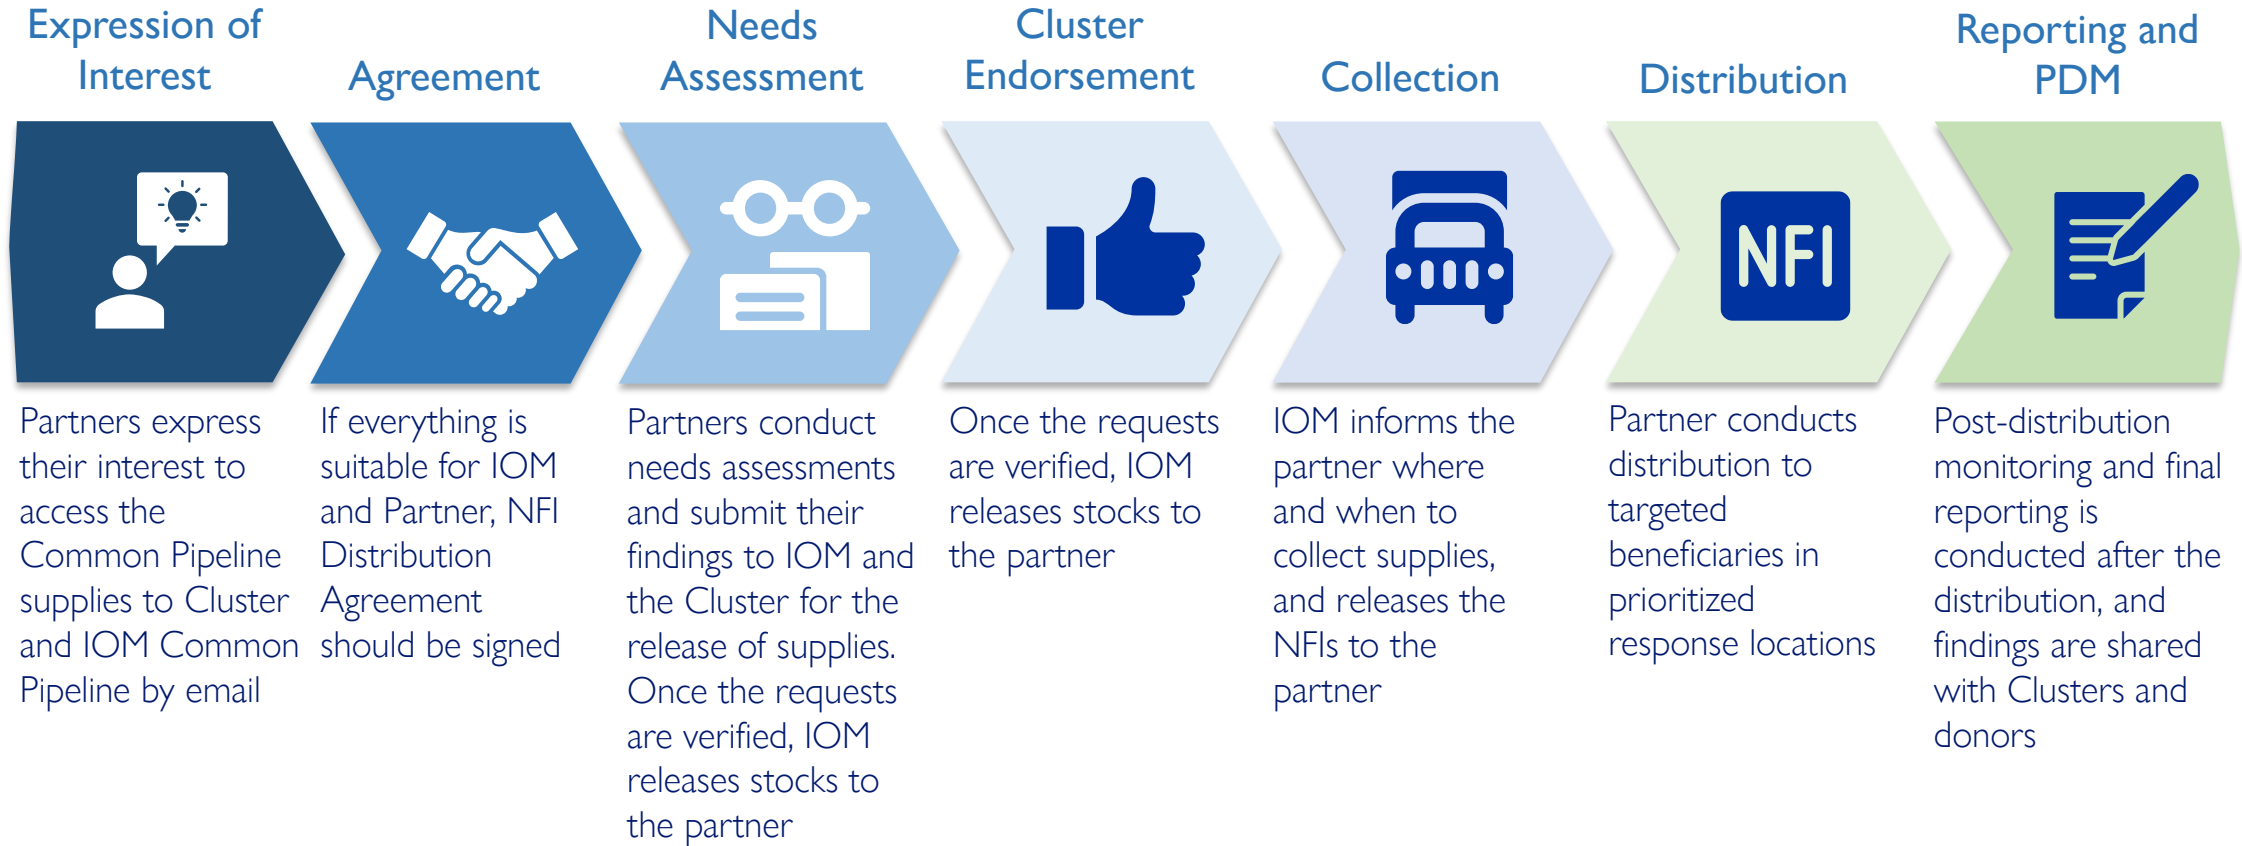 Expression of
Interest
Agreement
Needs
Assessment
Cluster
Endorsement
Collection
Distribution
Reporting and
PDM
NFI
Partners express
their interest to
access the
Common Pipeline
supplies to Cluster
and IOM Common
Pipeline by email
If everything is
suitable for IOM
and Partner, NFI
Distribution
Agreement
should be signed
Partners conduct
needs assessments
and submit their
findings to IOM and
the Cluster for the
release of supplies.
Once the requests
are verified, IOM
releases stocks to
the partner
Once the requests
are verified, IOM
releases stocks to
the partner
IOM informs the
partner where
and when to
collect supplies,
and releases the
NFIs to the
partner
Partner conducts
distribution to
targeted
beneficiaries in
prioritized
response locations
Post-distribution
monitoring and final
reporting is
conducted after the
distribution, and
findings are shared
with Clusters and
donors